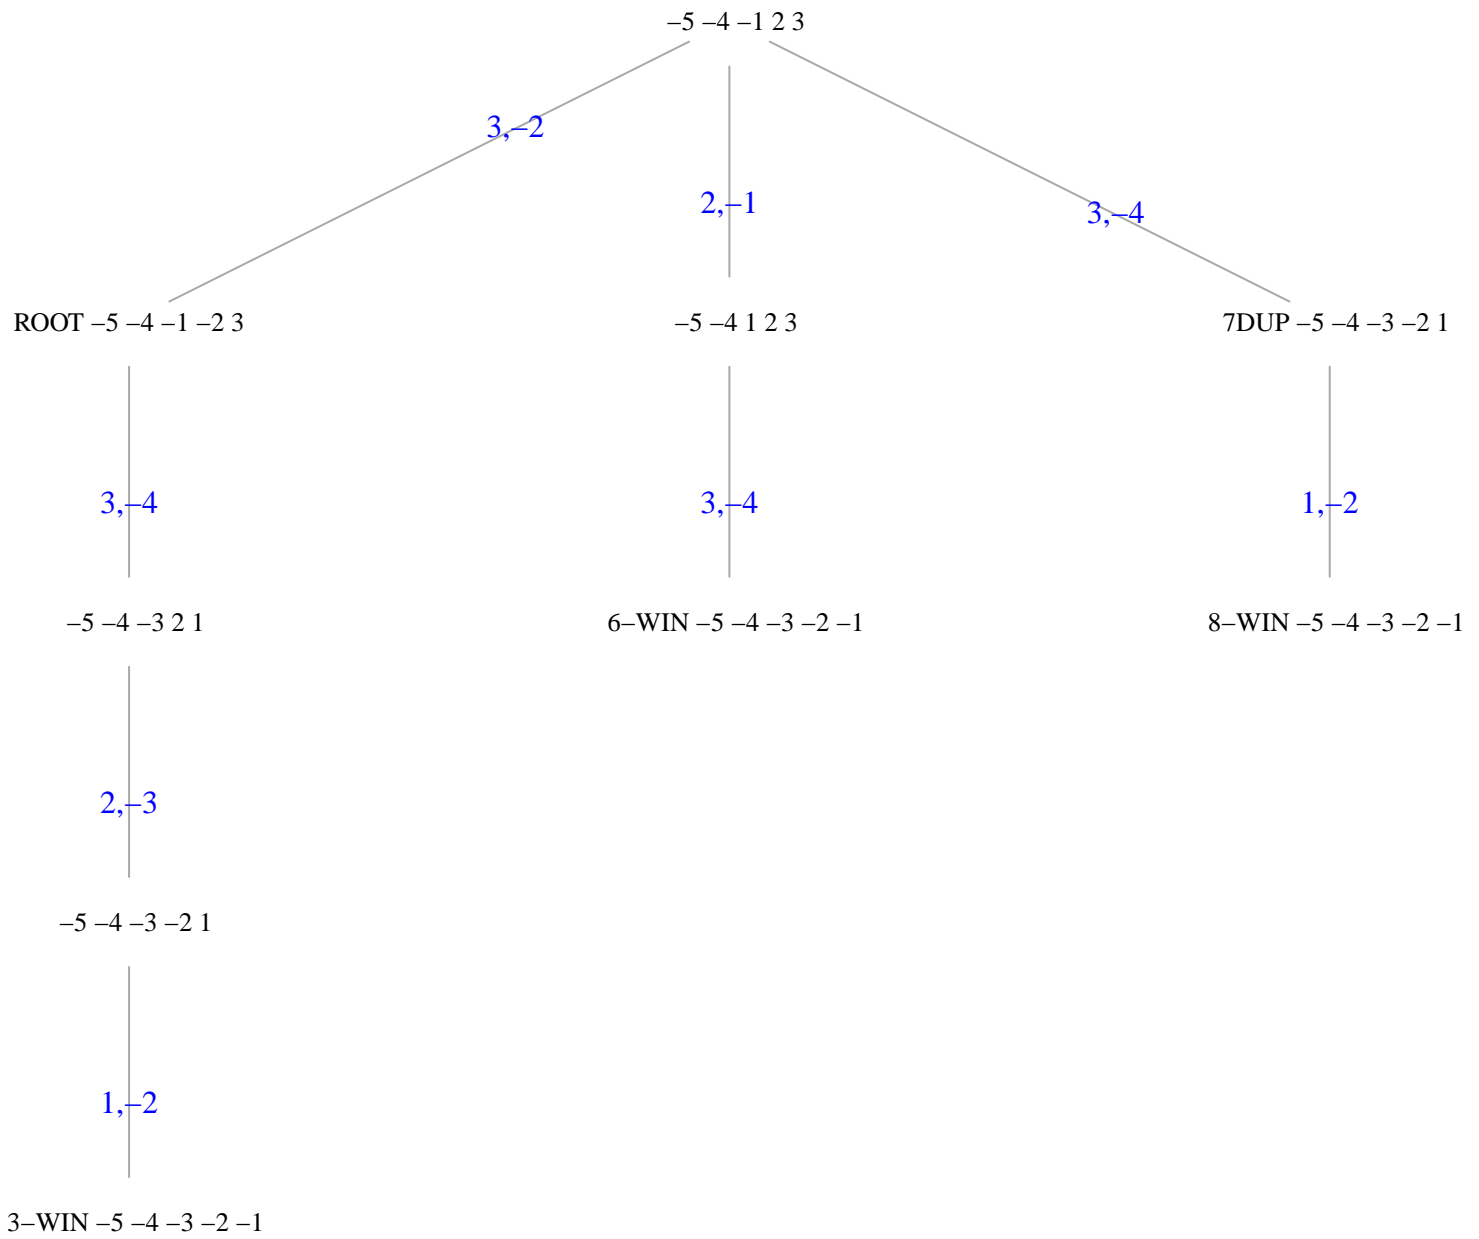 –5 –4 –1 2 3
3,–2
2,–1
3,–4
ROOT –5 –4 –1 –2 3
–5 –4 1 2 3
7DUP –5 –4 –3 –2 1
3,–4
3,–4
1,–2
–5 –4 –3 2 1
6–WIN –5 –4 –3 –2 –1
8–WIN –5 –4 –3 –2 –1
2,–3
–5 –4 –3 –2 1
1,–2
3–WIN –5 –4 –3 –2 –1